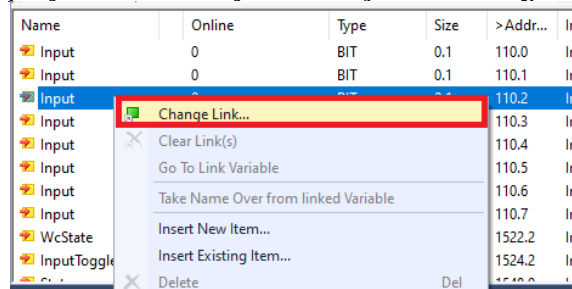 Name Online Type Size >Addr...
Input 0 BIT 0.1 110.0
Input 0 BIT 0.1 110.1
Input 110.2
Change Link...
Input 110.3
Clear Link(s)
Input 110.4
Go To Link Variable
Input 110.5
Input 110.6
Take Name Over from linked Variable
Input 110.7
Insert New Item...
WcState 1522.2
Insert Existing Item...
InputToggle 1524.2
Delete Del